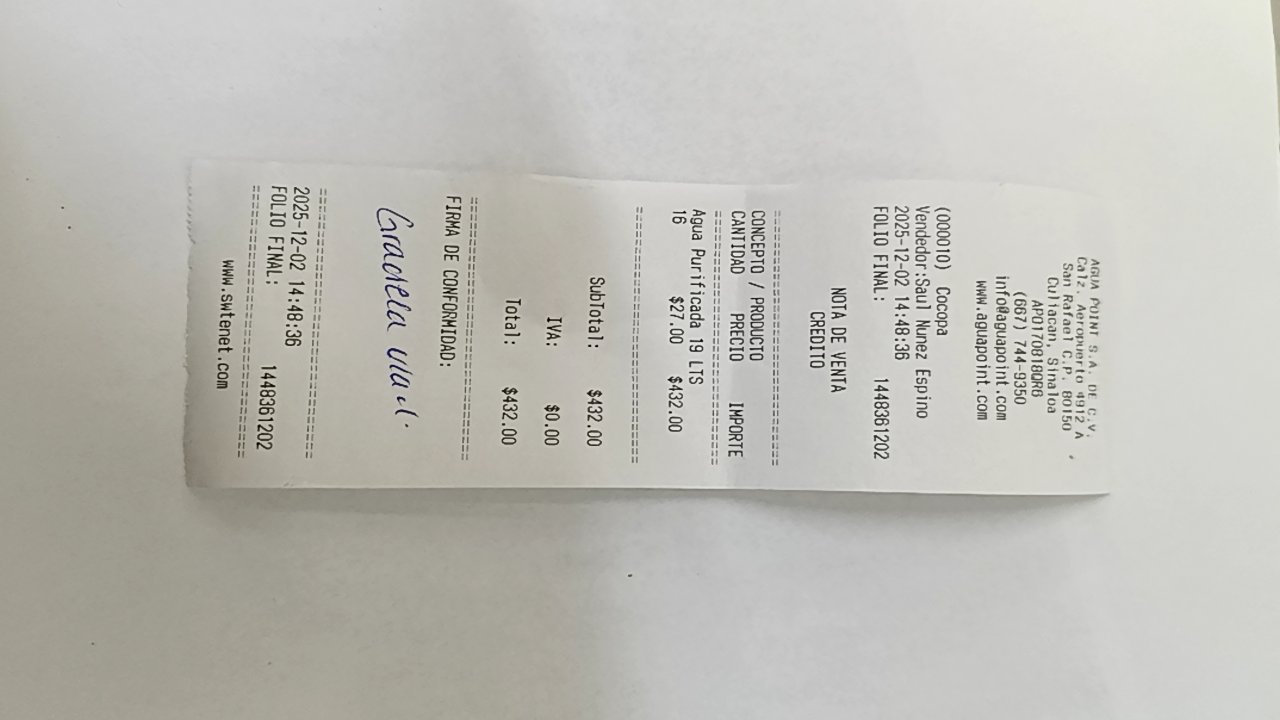 AGUA POINT S.A. DE C.V.
Calz. Aeropuerto 4912 A
San Rafael C.P. 80150
Culiacan, Sinaloa
APO170818QR6
(667) 744-9350
info@aguapoint.com
www.aguapoint.com
(000010) Cocopa
Vendedor:Saul Nunez Espino
2025-12-02 14:48:36
FOLIO FINAL: 1448361202
NOTA DE VENTA
CREDITO
================================
CONCEPTO / PRODUCTO
CANTIDAD PRECIO IMPORTE
================================
Agua Purificada 19 LTS
16 $27.00 $432.00
================================
SubTotal: $432.00
IVA: $0.00
Total: $432.00
================================
FIRMA DE CONFORMIDAD:
Graciela
================================
2025-12-02 14:48:36
FOLIO FINAL: 1448361202
================================
www.swtenet.com